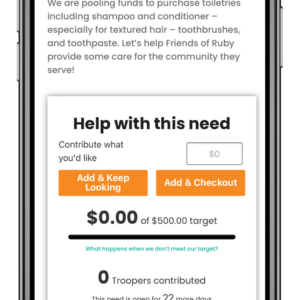 We are pooling funds to purchase toiletries
including shampoo and conditioner –
especially for textured hair – toothbrushes,
and toothpaste. Let's help Friends of Ruby
provide some care for the community they
serve!
Help with this need
Contribute what
you'd like
$0
Add & Keep
Looking
Add & Checkout
$0.00 of $500.00 target
What happens when we don't meet our target?
0 Troopers contributed
This need is open for 22 more days